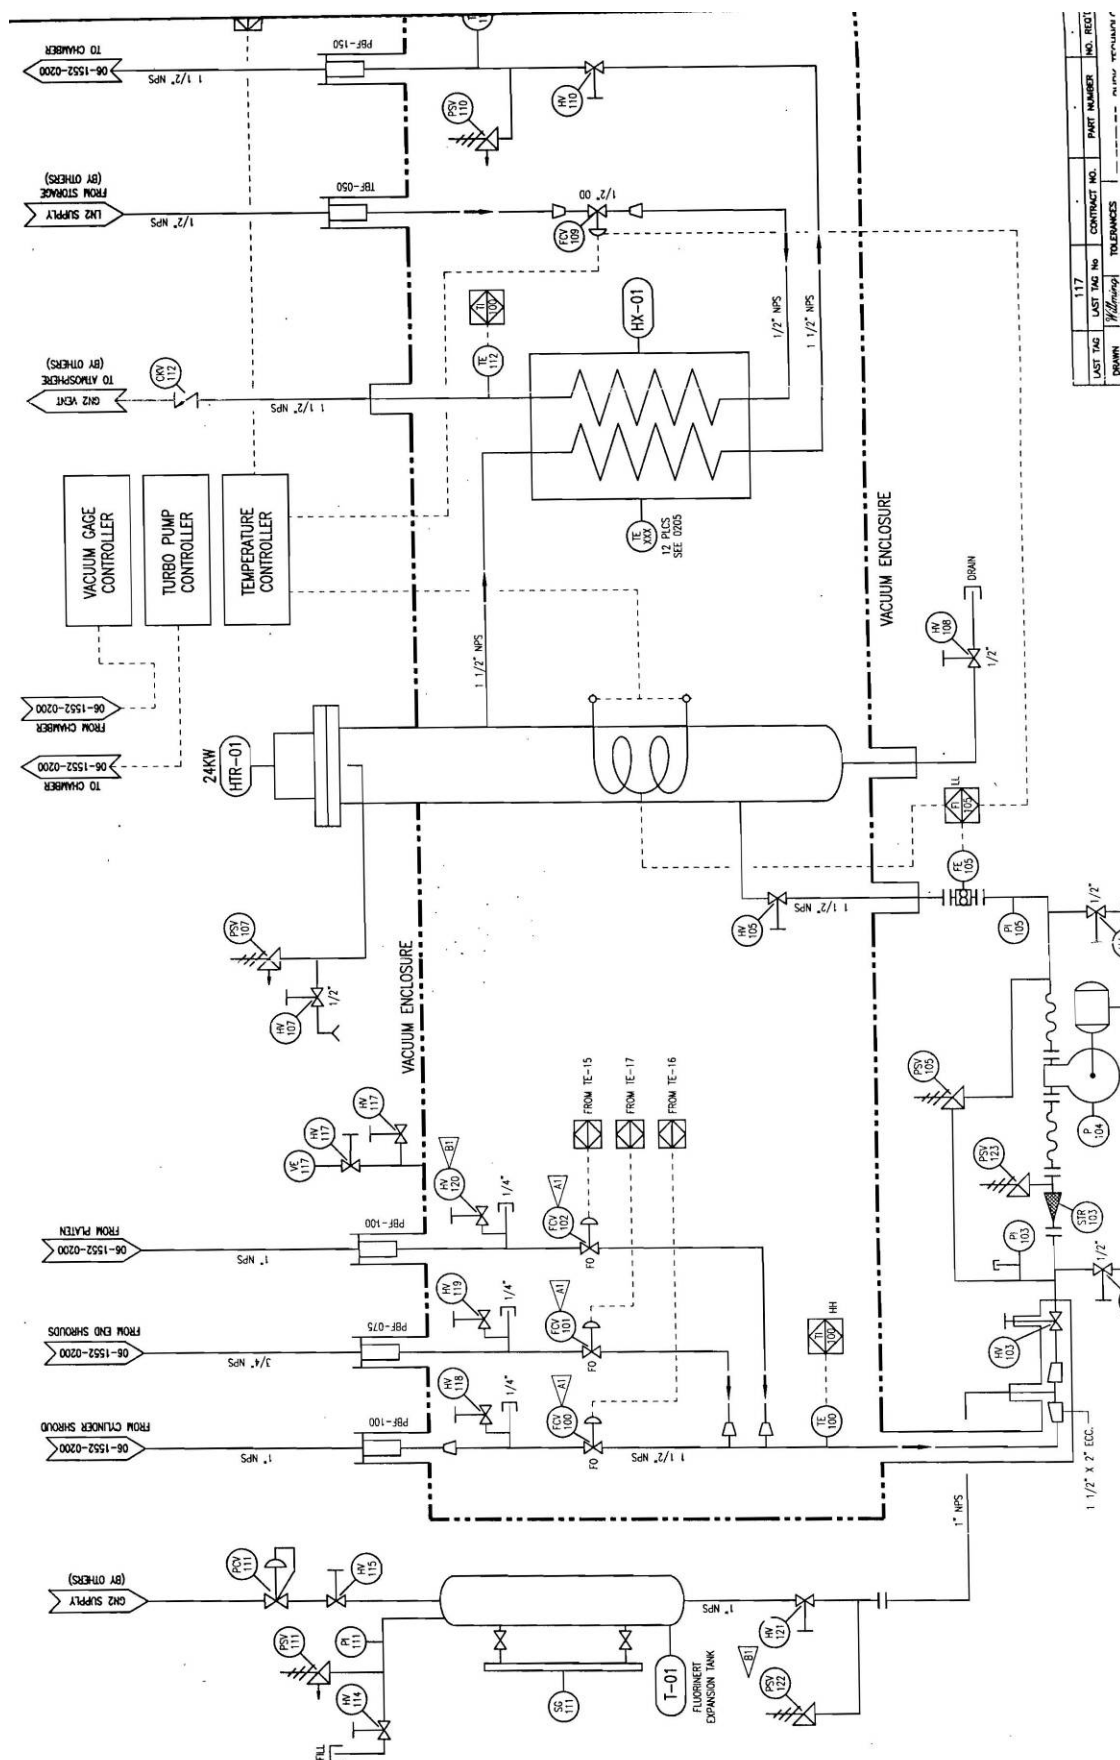 TO CHAMBER
06-1552-0200
1 1/2" NPS
PBF-150
PSV
110
HV
110
FROM STORAGE
(BY OTHERS)
LN2 SUPPLY
1/2" NPS
TBF-050
FCV
109
1/2" OD
TI
100
TE
112
HX-01
1/2" NPS
1 1/2" NPS
TO ATMOSPHERE
(BY OTHERS)
GN2 VENT
CKV
112
1 1/2" NPS
TE
XXX
12 PLCS
SEE 0205
VACUUM GAGE
CONTROLLER
TURBO PUMP
CONTROLLER
TEMPERATURE
CONTROLLER
1 1/2" NPS
VACUUM ENCLOSURE
DRAIN
HV
108
1/2"
FROM CHAMBER
06-1552-0200
TO CHAMBER
06-1552-0200
24KW
HTR-01
FI
105
LL
FE
105
HV
105
1 1/2" NPS
PI
105
1/2"
PSV
107
HV
107
1/2"
VACUUM ENCLOSURE
PSV
105
P
104
PSV
123
STR
103
PI
103
1/2"
HV
103
1 1/2" X 2" ECC.
VE
117
HV
117
HV
117
FROM PLATEN
06-1552-0200
1" NPS
PBF-100
HV
120
B1
1/4"
FCV
102
A1
FO
FROM TE-15
FROM TE-17
FROM TE-16
FROM END SHROUDS
06-1552-0200
3/4" NPS
PBF-075
HV
119
1/4"
FCV
101
A1
FO
FROM CYLINDER SHROUD
06-1552-0200
1" NPS
PBF-100
HV
118
1/4"
FCV
100
A1
FO
1 1/2" NPS
TE
100
TI
100
HH
1" NPS
GN2 SUPPLY
(BY OTHERS)
PCV
111
HV
115
PSV
111
PI
111
HV
114
FILL
SG
111
T-01
FLUORINERT
EXPANSION TANK
1" NPS
HV
121
B1
PSV
122
117
LAST TAG
LAST TAG No
CONTRACT NO.
PART NUMBER
NO. REQ'D
DRAWN
TOLERANCES